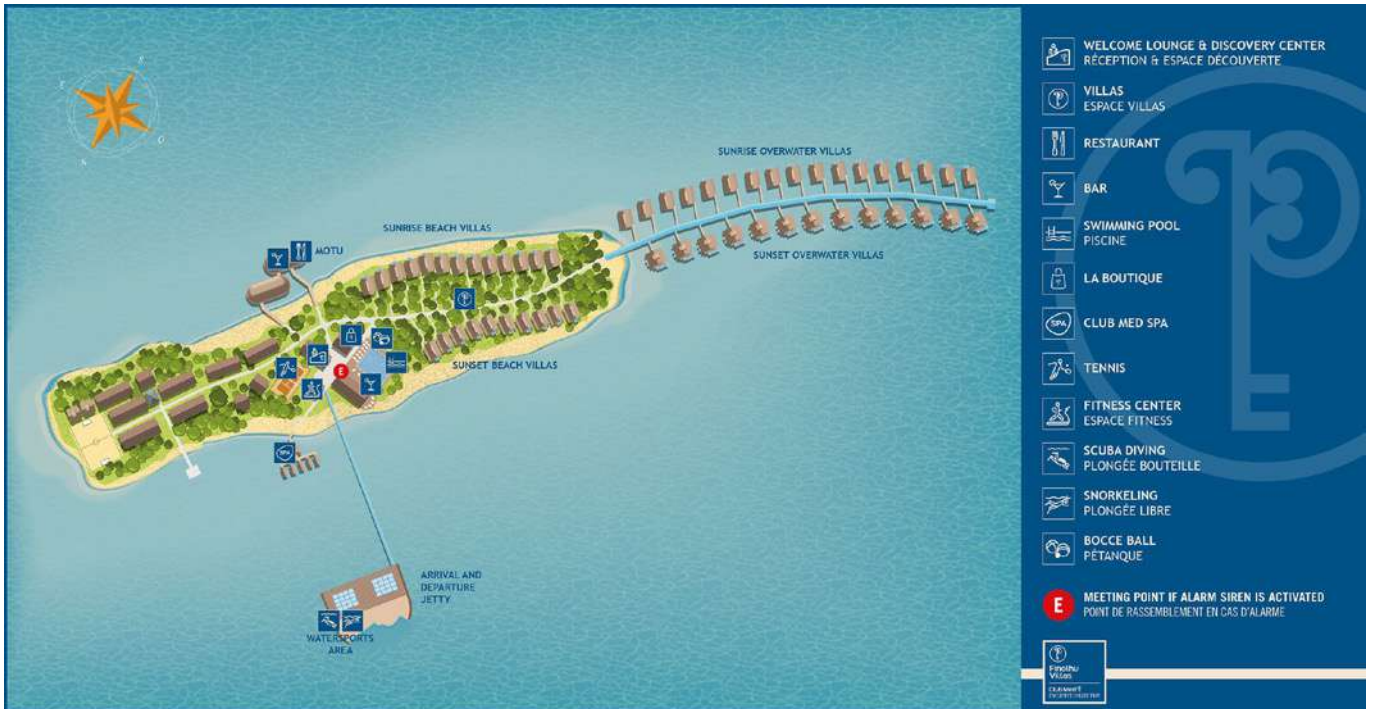 SUNRISE OVERWATER VILLAS
SUNRISE BEACH VILLAS
MOTU
SUNSET OVERWATER VILLAS
SUNSET BEACH VILLAS
E
SPA
ARRIVAL AND
DEPARTURE
JETTY
WATERSPORTS
AREA
WELCOME LOUNGE & DISCOVERY CENTER
RÉCEPTION & ESPACE DÉCOUVERTE
VILLAS
ESPACE VILLAS
RESTAURANT
BAR
SWIMMING POOL
PISCINE
LA BOUTIQUE
SPA
CLUB MED SPA
TENNIS
FITNESS CENTER
ESPACE FITNESS
SCUBA DIVING
PLONGÉE BOUTEILLE
SNORKELING
PLONGÉE LIBRE
BOCCE BALL
PÉTANQUE
E
MEETING POINT IF ALARM SIREN IS ACTIVATED
POINT DE RASSEMBLEMENT EN CAS D'ALARME
Finolhu
Villas